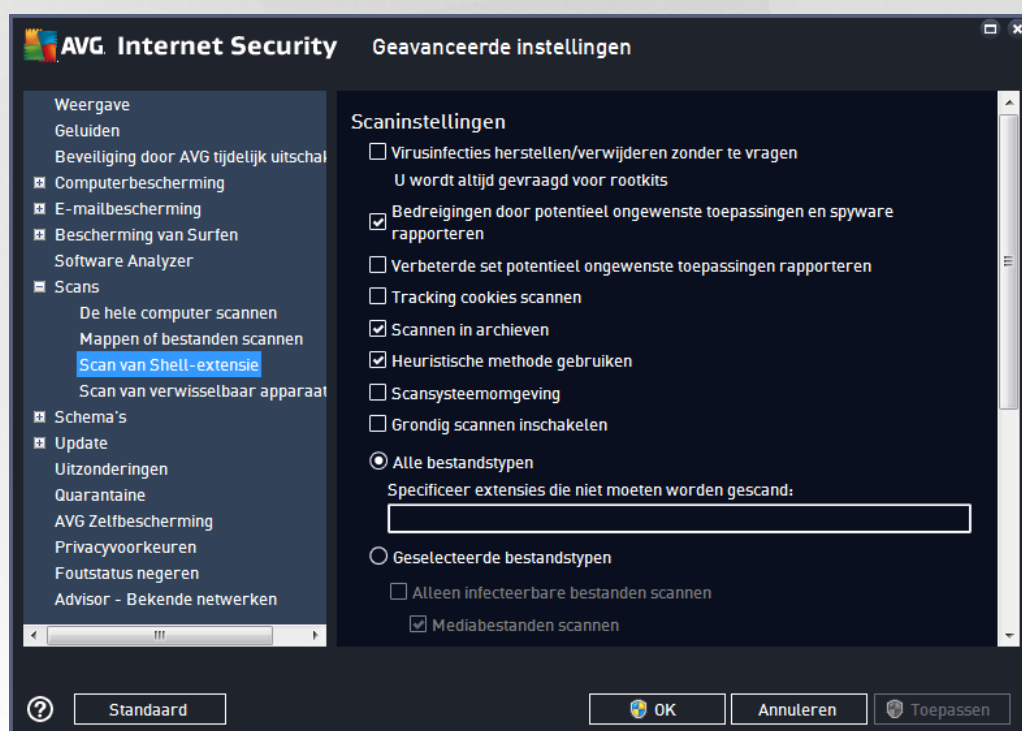 AVG. Internet Security
Geavanceerde instellingen
Weergave
Geluiden
Beveiliging door AVG tijdelijk
Computerbescherming
E-mailbescherming
Bescherming van Surfen
Software Analyzer
Scans
De hele computer scannen
Mappen of bestanden scannen
Scan van Shell-extensie
Scan van verwisselbaar
Schema's
Update
Uitzonderingen
Quarantaine
AVG Zelfbescherming
Privacyvoorkeuren
Foutstatus negeren
Advisor - Bekende netwerken
Scaninstellingen
Virusinfecties herstellen/verwijderen zonder te vragen
U wordt altijd gevraagd voor rootkits
Bedreigingen door potentieel ongewenste toepassingen en spyware
rapporteren
Verbeterde set potentieel ongewenste toepassingen rapporteren
Tracking cookies scannen
Scannen in archieven
Heuristische methode gebruiken
Scansysteemomgeving
Grondig scannen inschakelen
Alle bestandstypen
Specificeer extensies die niet moeten worden gescand:
Geselecteerde bestandstypen
Alleen infecteerbare bestanden scannen
Mediabestanden scannen
Standaard
OK
Annuleren
Toepassen